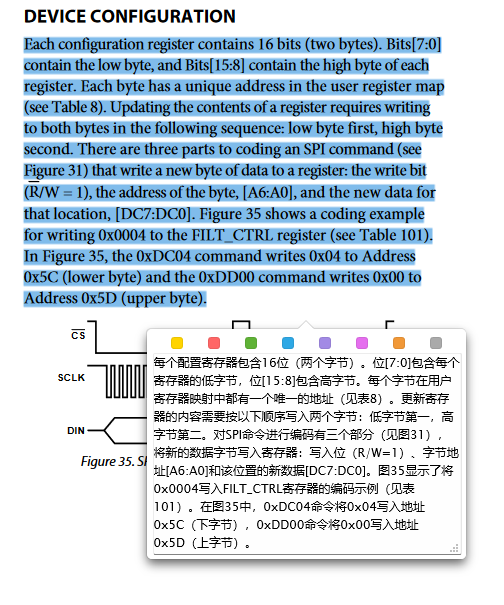 DEVICE CONFIGURATION
Each configuration register contains 16 bits (two bytes). Bits[7:0]
contain the low byte, and Bits[15:8] contain the high byte of each
register. Each byte has a unique address in the user register map
(see Table 8). Updating the contents of a register requires writing
to both bytes in the following sequence: low byte first, high byte
second. There are three parts to coding an SPI command (see
Figure 31) that write a new byte of data to a register: the write bit
(R̅/W = 1), the address of the byte, [A6:A0], and the new data for
that location, [DC7:DC0]. Figure 35 shows a coding example
for writing 0x0004 to the FILT_CTRL register (see Table 101).
In Figure 35, the 0xDC04 command writes 0x04 to Address
0x5C (lower byte) and the 0xDD00 command writes 0x00 to
Address 0x5D (upper byte).
C̅S̅
SCLK
DIN
Figure 35.
每个配置寄存器包含16位（两个字节）。位[7:0]包含每个
寄存器的低字节，位[15:8]包含高字节。每个字节在用户
寄存器映射中都有一个唯一的地址（见表8）。更新寄存
器的内容需要按以下顺序写入两个字节：低字节第一，高
字节第二。对SPI命令进行编码有三个部分（见图31），
将新的数据字节写入寄存器：写入位（R/W=1）、字节地
址[A6:A0]和该位置的新数据[DC7:DC0]。图35显示了将
0x0004写入FILT_CTRL寄存器的编码示例（见表
101）。在图35中，0xDC04命令将0x04写入地址
0x5C（下字节），0xDD00命令将0x00写入地址
0x5D（上字节）。